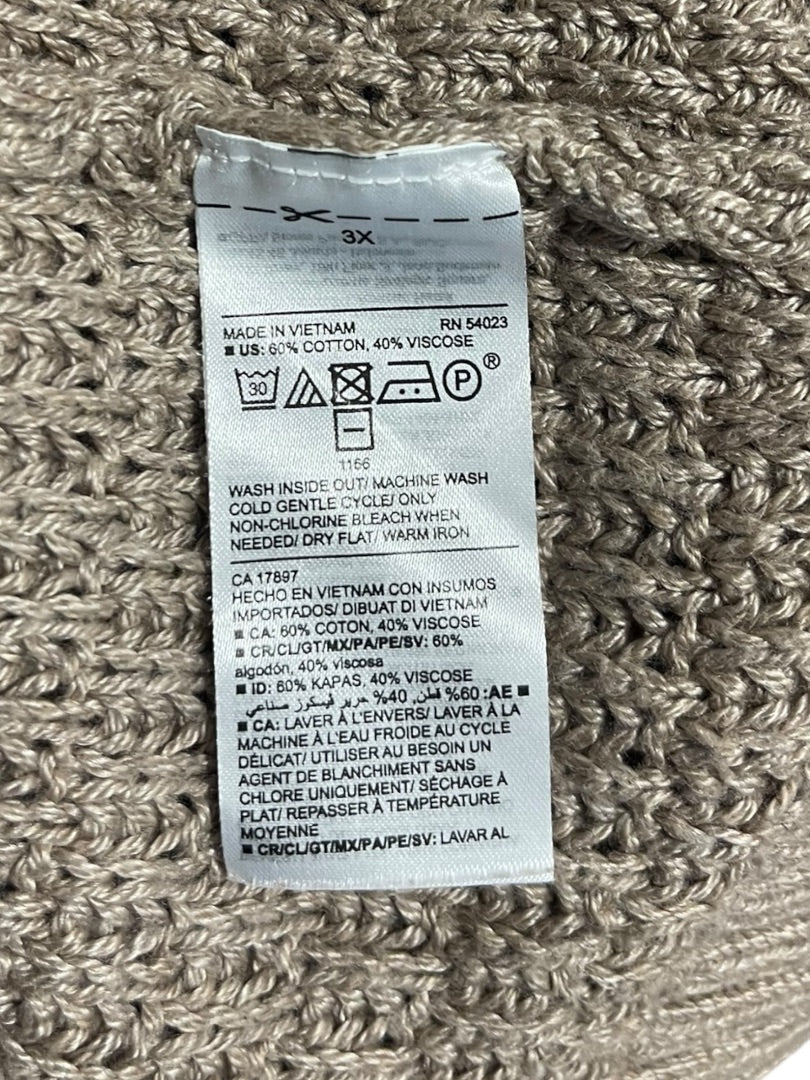 3X
MADE IN VIETNAM RN 54023
■ US: 60% COTTON, 40% VISCOSE
30 P ®
1166
WASH INSIDE OUT/ MACHINE WASH
COLD GENTLE CYCLE/ ONLY
NON-CHLORINE BLEACH WHEN
NEEDED/ DRY FLAT/ WARM IRON
CA 17897
HECHO EN VIETNAM CON INSUMOS
IMPORTADOS/ DIBUAT DI VIETNAM
■ CA: 60% COTON, 40% VISCOSE
■ CR/CL/GT/MX/PA/PE/SV: 60%
algodón, 40% viscosa
■ ID: 60% KAPAS, 40% VISCOSE
■ AE: 60% قطن, 40% حرير فيسكوز صناعي
■ CA: LAVER À L'ENVERS/ LAVER À LA
MACHINE À L'EAU FROIDE AU CYCLE
DÉLICAT/ UTILISER AU BESOIN UN
AGENT DE BLANCHIMENT SANS
CHLORE UNIQUEMENT/ SÉCHAGE À
PLAT/ REPASSER À TEMPÉRATURE
MOYENNE
■ CR/CL/GT/MX/PA/PE/SV: LAVAR AL